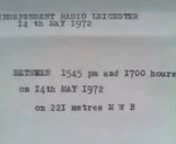 INDEPENDENT RADIO LEICESTER
14 th MAY 1972
BETWEEN 1545 pm and 1700 hours
on 14th MAY 1972
on 221 metres M W B